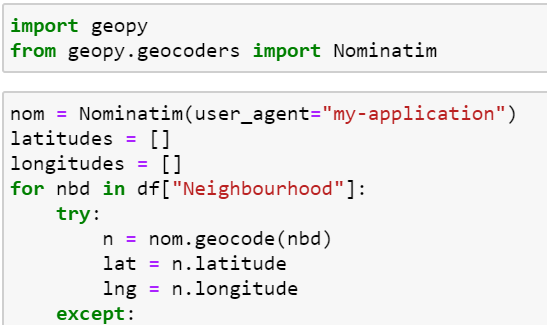 import geopy
from geopy.geocoders import Nominatim
nom = Nominatim(user_agent="my-application")
latitudes = []
longitudes = []
for nbd in df["Neighbourhood"]:
    try:
        n = nom.geocode(nbd)
        lat = n.latitude
        lng = n.longitude
    except: